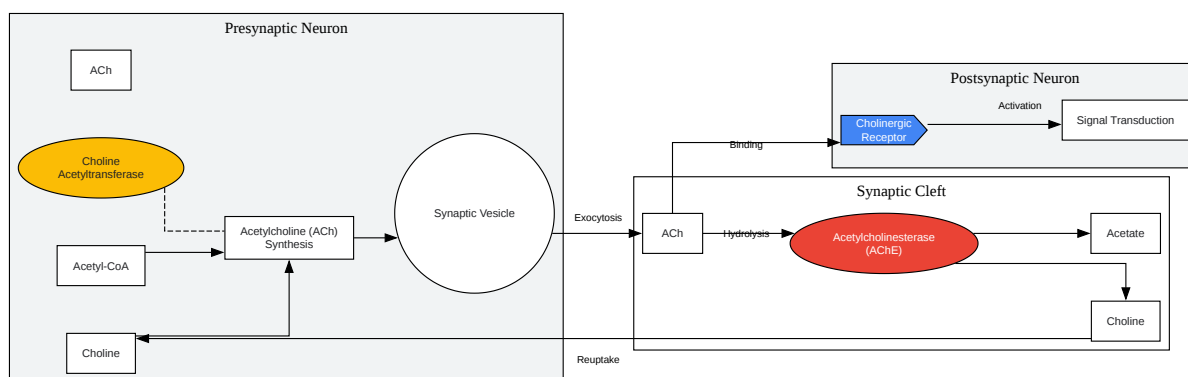 Presynaptic Neuron
ACh
Choline
Acetyltransferase
Acetylcholine (ACh)
Synthesis
Acetyl-CoA
Choline
Synaptic Vesicle
Exocytosis
Reuptake
Postsynaptic Neuron
Cholinergic
Receptor
Activation
Signal Transduction
Binding
Synaptic Cleft
ACh
Hydrolysis
Acetylcholinesterase
(AChE)
Acetate
Choline